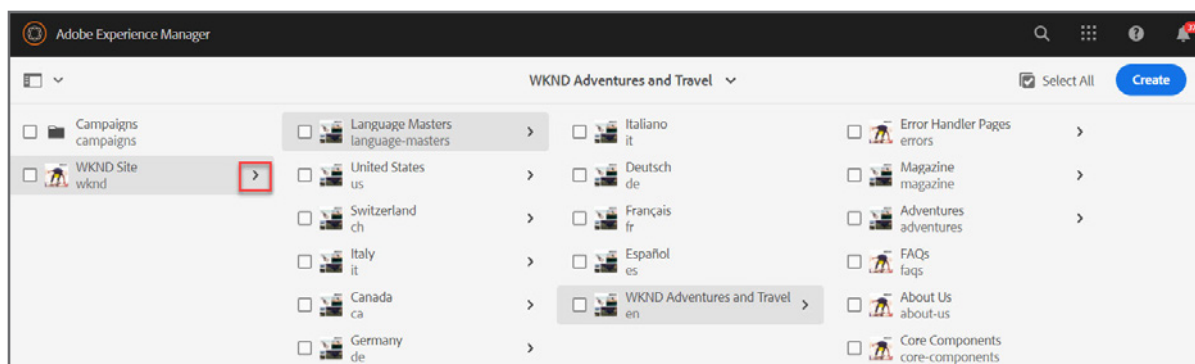 Adobe Experience Manager
WKND Adventures and Travel
Select All
Create
Campaigns
campaigns
WKND Site
wknd
Language Masters
language-masters
United States
us
Switzerland
ch
Italy
it
Canada
ca
Germany
de
Italiano
it
Deutsch
de
Français
fr
Español
es
WKND Adventures and Travel
en
Error Handler Pages
errors
Magazine
magazine
Adventures
adventures
FAQs
faqs
About Us
about-us
Core Components
core-components